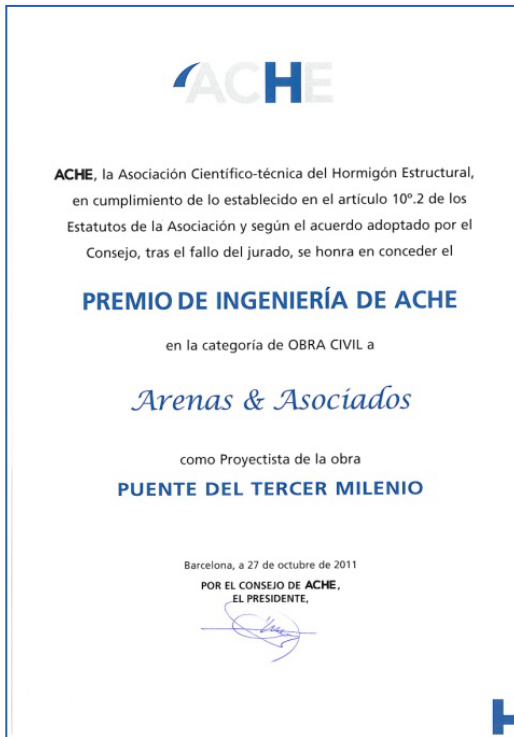 ACHE
ACHE, la Asociación Científico-técnica del Hormigón Estructural,
en cumplimiento de lo establecido en el artículo 10º.2 de los
Estatutos de la Asociación y según el acuerdo adoptado por el
Consejo, tras el fallo del jurado, se honra en conceder el
PREMIO DE INGENIERÍA DE ACHE
en la categoría de OBRA CIVIL a
Arenas & Asociados
como Proyectista de la obra
PUENTE DEL TERCER MILENIO
Barcelona, a 27 de octubre de 2011
POR EL CONSEJO DE ACHE,
EL PRESIDENTE,